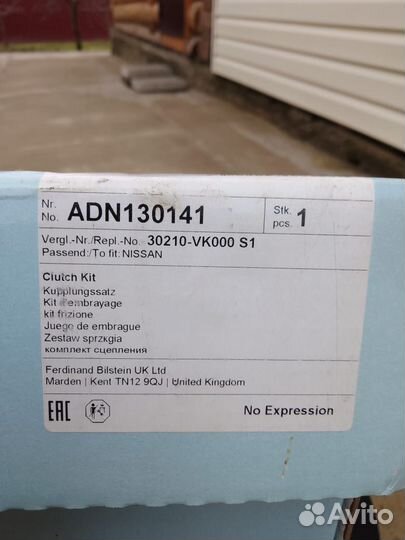 Nr. No. ADN130141 Stk. pcs. 1
Vergl.-Nr./Repl.-No. 30210-VK000 S1
Passend:/To fit: NISSAN
Clutch Kit
Kupplungssatz
Kit d'embrayage
kit frizione
Juego de embrague
Zestaw sprzkgia
комплект сцепления
Ferdinand Bilstein UK Ltd
Marden | Kent TN12 9QJ | United Kingdom
EAC No Expression
Avito